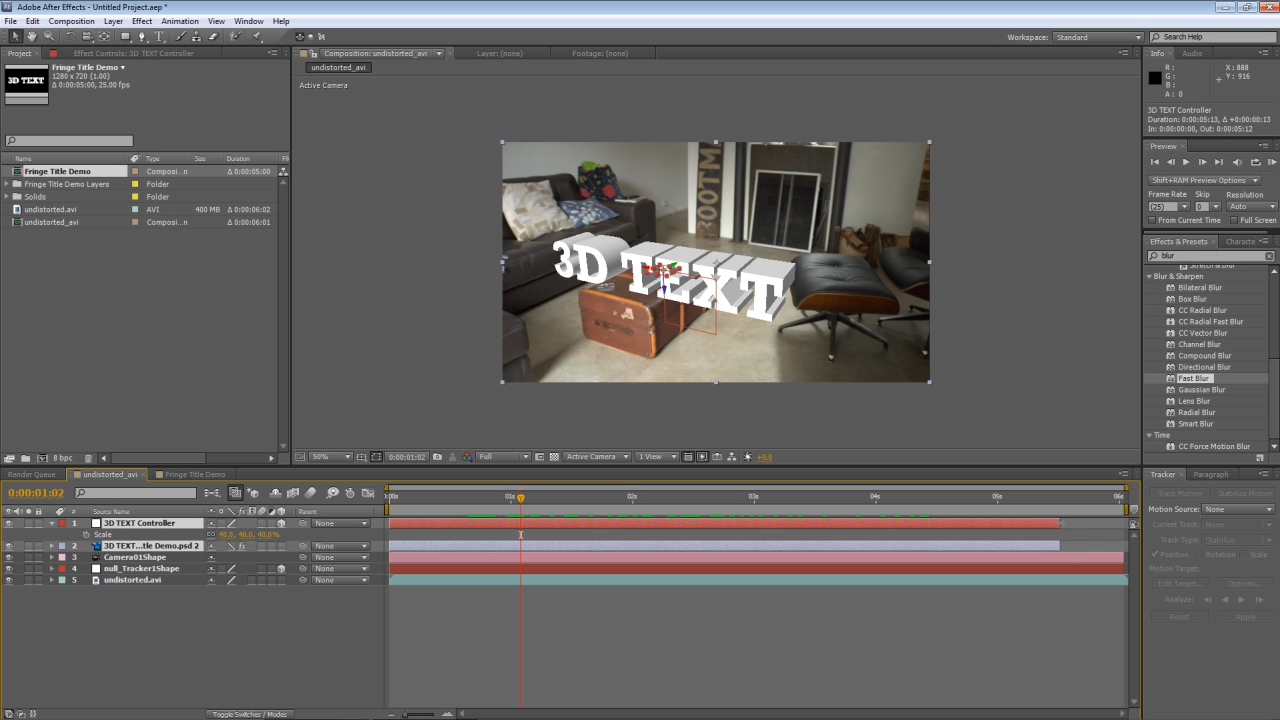 Adobe After Effects - Untitled Project.aep *
File Edit Composition Layer Effect Animation View Window Help
Workspace: Standard Search Help
Project Effect Controls: 3D TEXT Controller
Composition: undistorted_avi Layer: (none) Footage: (none)
Info Audio
3D TEXT
Fringe Title Demo
1280 x 720 (1.00)
Δ 0:00:05:00, 25.00 fps
undistorted_avi
Active Camera
R :
G :
B :
A : 0
X : 888
Y : 916
3D TEXT Controller
Duration: 0:00:05:13, Δ +0:00:00:13
In: 0:00:00:00, Out: 0:00:05:12
Name Type Size Duration Fil
Fringe Title Demo Composi...n Δ 0:00:05:00
Fringe Title Demo Layers Folder
Solids Folder
undistorted.avi AVI 400 MB Δ 0:00:06:02
undistorted_avi Composi...n Δ 0:00:06:01
ROOTM
3D TEXT
Preview
Shift+RAM Preview Options
Frame Rate Skip Resolution
(25) 0 Auto
From Current Time Full Screen
Effects & Presets Characte
blur
Blur & Sharpen
Bilateral Blur
Box Blur
CC Radial Blur
CC Radial Fast Blur
CC Vector Blur
Channel Blur
Compound Blur
Directional Blur
Fast Blur
Gaussian Blur
Lens Blur
Radial Blur
Smart Blur
Time
CC Force Motion Blur
8 bpc
50% 0:00:01:02 Full Active Camera 1 View +0.0
Render Queue undistorted_avi Fringe Title Demo
0:00:01:02
# Source Name Parent
:00s 01s 02s 03s 04s 05s 06s
1 3D TEXT Controller None
Scale 40.0, 40.0, 40.0%
2 3D TEXT...tle Demo.psd 2 fx None
3 Camera01Shape None
4 null_Tracker1Shape None
5 undistorted.avi None
Toggle Switches / Modes
Tracker Paragraph
Track Motion Stabilize Motion
Motion Source: None
Current Track: None
Track Type: Stabilize
Position Rotation Scale
Motion Target:
Edit Target... Options...
Analyze:
Reset Apply